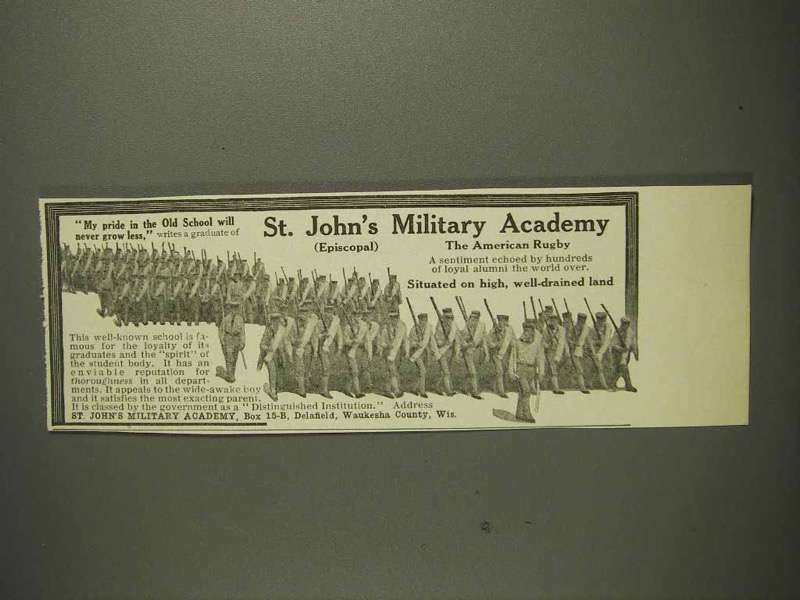 "My pride in the Old School will
never grow less," writes a graduate of
St. John's Military Academy
(Episcopal)
The American Rugby
A sentiment echoed by hundreds
of loyal alumni the world over.
Situated on high, well-drained land
This well-known school is fa-
mous for the loyalty of its
graduates and the "spirit" of
the student body. It has an
enviable reputation for
thoroughness in all depart-
ments. It appeals to the wide-awake boy
and it satisfies the most exacting parent.
It is classed by the government as a "Distinguished Institution." Address
ST. JOHN'S MILITARY ACADEMY, Box 15-B, Delafield, Waukesha County, Wis.